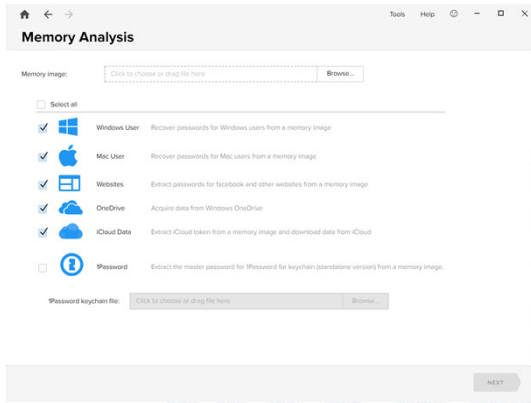 Tools Help
Memory Analysis
Memory image: Click to choose or drag file here Browse...
Select all
Windows User Recover passwords for Windows users from a memory image
Mac User Recover passwords for Mac users from a memory image
Websites Extract passwords for facebook and other websites from a memory image
OneDrive Acquire data from Windows OneDrive
iCloud Data Extract iCloud token from a memory image and download data from iCloud
1Password Extract the master password for 1Password for keychain (standalone version) from a memory image.
1Password keychain file: Click to choose or drag file here Browse...
NEXT